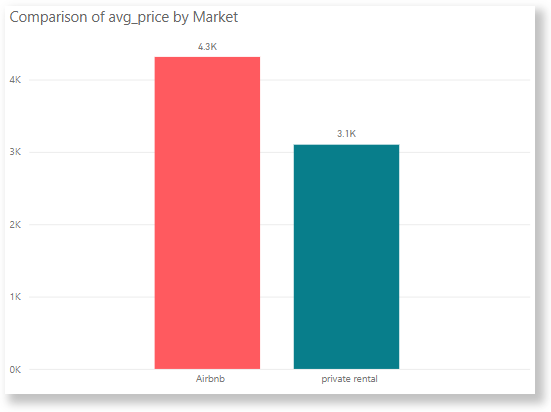 Comparison of avg_price by Market
4.3K
4K
3.1K
3K
2K
1K
0K
Airbnb
private rental